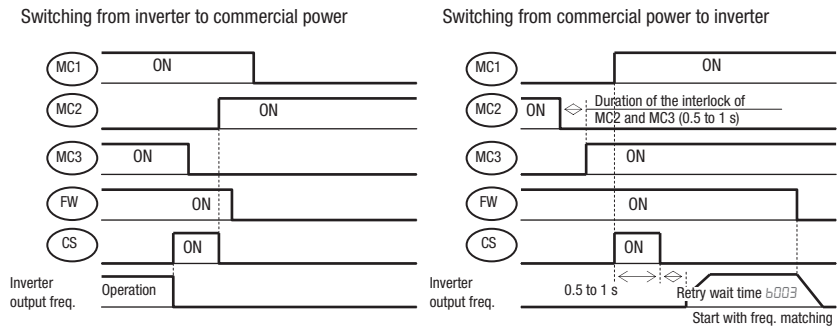 Switching from inverter to commercial power
MC1
ON
MC2
ON
MC3
ON
FW
ON
CS
ON
Inverter
output freq.
Operation
Switching from commercial power to inverter
MC1
ON
MC2
ON
Duration of the interlock of
MC2 and MC3 (0.5 to 1 s)
MC3
ON
FW
ON
CS
ON
Inverter
output freq.
0.5 to 1 s
Retry wait time b003
Start with freq. matching